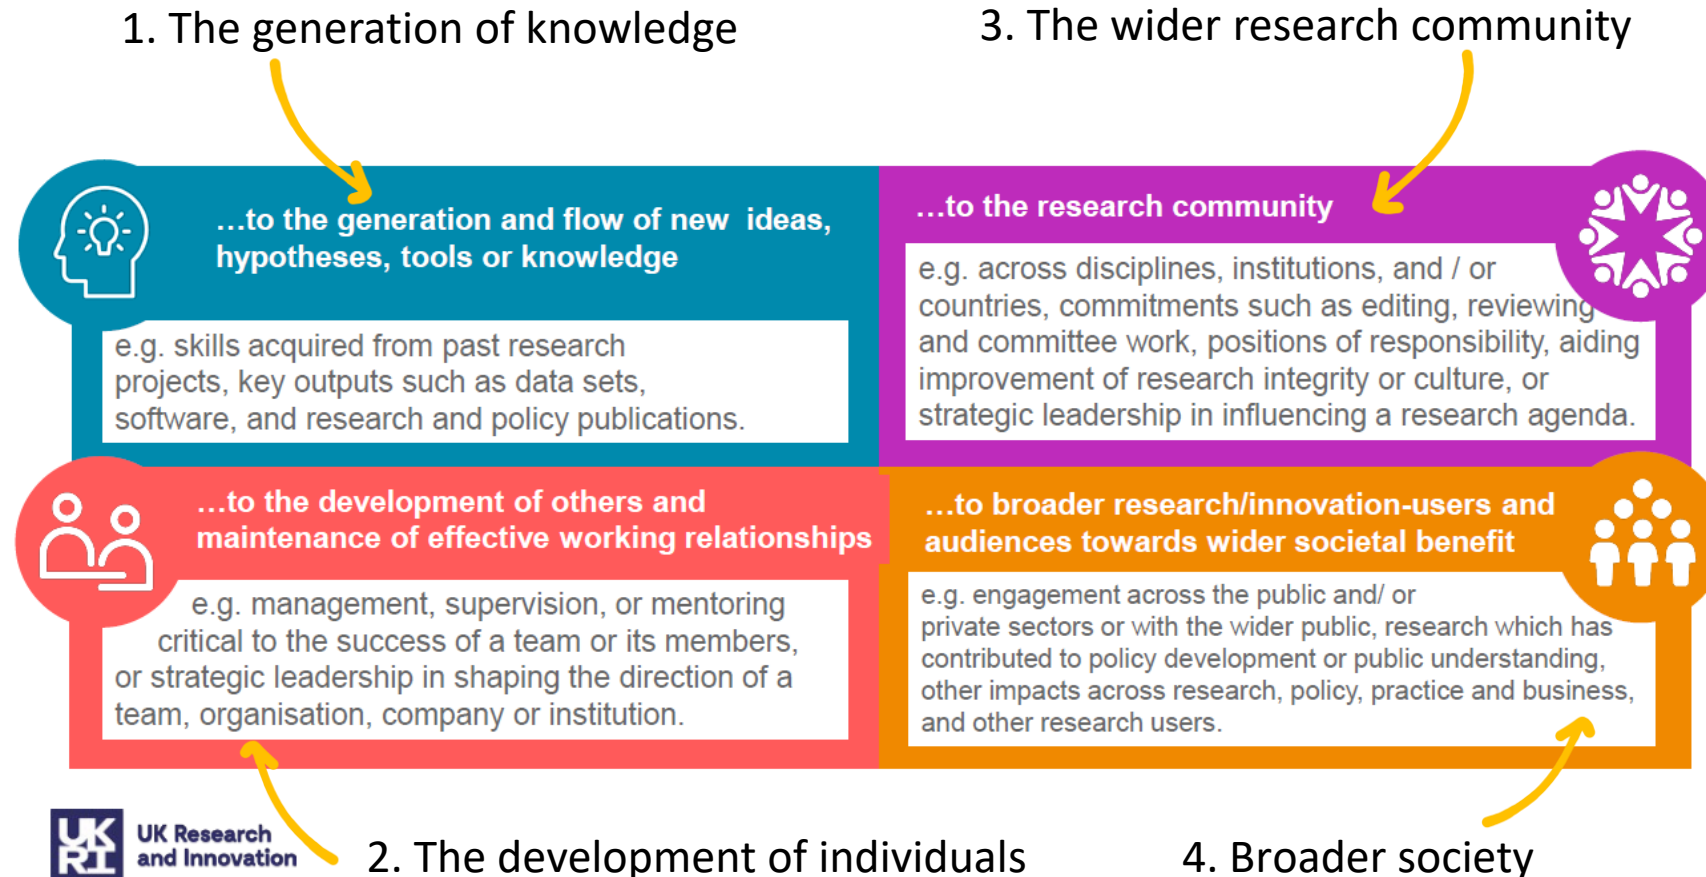 1. The generation of knowledge
3. The wider research community
...to the generation and flow of new ideas,
hypotheses, tools or knowledge
e.g. skills acquired from past research
projects, key outputs such as data sets,
software, and research and policy publications.
...to the research community
e.g. across disciplines, institutions, and / or
countries, commitments such as editing, reviewing
and committee work, positions of responsibility, aiding
improvement of research integrity or culture, or
strategic leadership in influencing a research agenda.
...to the development of others and
maintenance of effective working relationships
e.g. management, supervision, or mentoring
critical to the success of a team or its members,
or strategic leadership in shaping the direction of a
team, organisation, company or institution.
...to broader research/innovation-users and
audiences towards wider societal benefit
e.g. engagement across the public and/ or
private sectors or with the wider public, research which has
contributed to policy development or public understanding,
other impacts across research, policy, practice and business,
and other research users.
UK
RI
UK Research
and Innovation
2. The development of individuals
4. Broader society